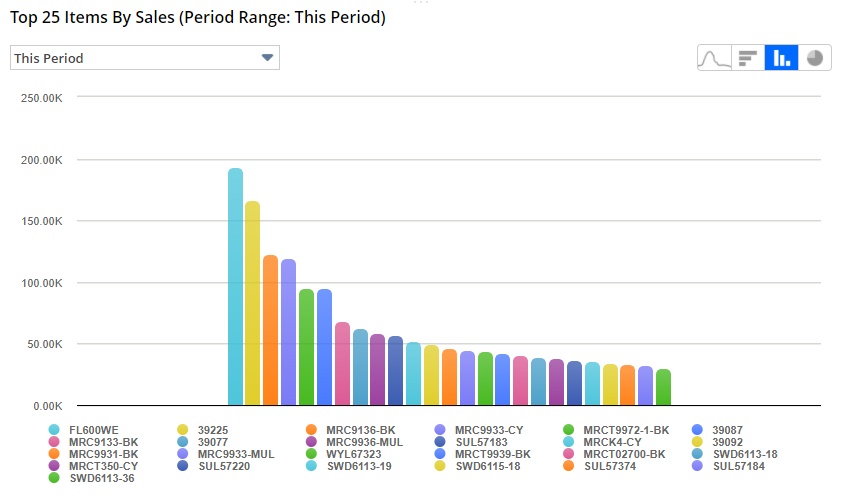 Top 25 Items By Sales (Period Range: This Period)
This Period
250.00K
200.00K
150.00K
100.00K
50.00K
0.00K
FL600WE 39225 MRC9136-BK MRC9933-CY MRCT9972-1-BK 39087
MRC9133-BK 39077 MRC9936-MUL SUL57183 MRCK4-CY 39092
MRC9931-BK MRC9933-MUL WYL67323 MRCT9939-BK MRCT02700-BK SWD6113-18
MRCT350-CY SUL57220 SWD6113-19 SWD6115-18 SUL57374 SUL57184
SWD6113-36